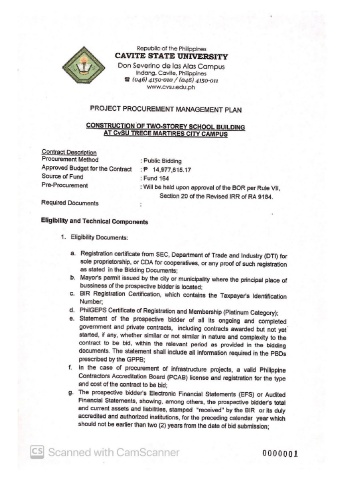 Republic of the Philippines
CAVITE STATE UNIVERSITY
Don Severino de las Alas Campus
Indang, Cavite, Philippines
☎ (046) 4150-010 / (046) 4150-011
www.cvsu.edu.ph
PROJECT PROCUREMENT MANAGEMENT PLAN
CONSTRUCTION OF TWO-STOREY SCHOOL BUILDING
AT CvSU TRECE MARTIRES CITY CAMPUS
Contract Description
Procurement Method : Public Bidding
Approved Budget for the Contract : ₱ 14,977,615.17
Source of Fund : Fund 164
Pre-Procurement : Will be held upon approval of the BOR per Rule VII,
Section 20 of the Revised IRR of RA 9184.
Required Documents :
Eligibility and Technical Components
1. Eligibility Documents:
a. Registration certificate from SEC, Department of Trade and Industry (DTI) for
sole proprietorship, or CDA for cooperatives, or any proof of such registration
as stated in the Bidding Documents;
b. Mayor's permit issued by the city or municipality where the principal place of
bussiness of the prospective bidder is located;
c. BIR Registration Certification, which contains the Taxpayer's Identification
Number;
d. PhilGEPS Certificate of Registration and Membership (Platinum Category);
e. Statement of the prospective bidder of all its ongoing and completed
government and private contracts, including contracts awarded but not yet
started, if any, whether similar or not similar in nature and complexity to the
contract to be bid, within the relevant period as provided in the bidding
documents. The statement shall include all information required in the PBDs
prescribed by the GPPB;
f. In the case of procurement of infrastructure projects, a valid Philippine
Contractors Accreditation Board (PCAB) license and registration for the type
and cost of the contract to be bid;
g. The prospective bidder's Electronic Financial Statements (EFS) or Audited
Financial Statements, showing, among others, the prospective bidder's total
and current assets and liabilities, stamped "received" by the BIR or its duly
accredited and authorized institutions, for the preceding calendar year which
should not be earlier than two (2) years from the date of bid submission;
CS Scanned with CamScanner
0000001